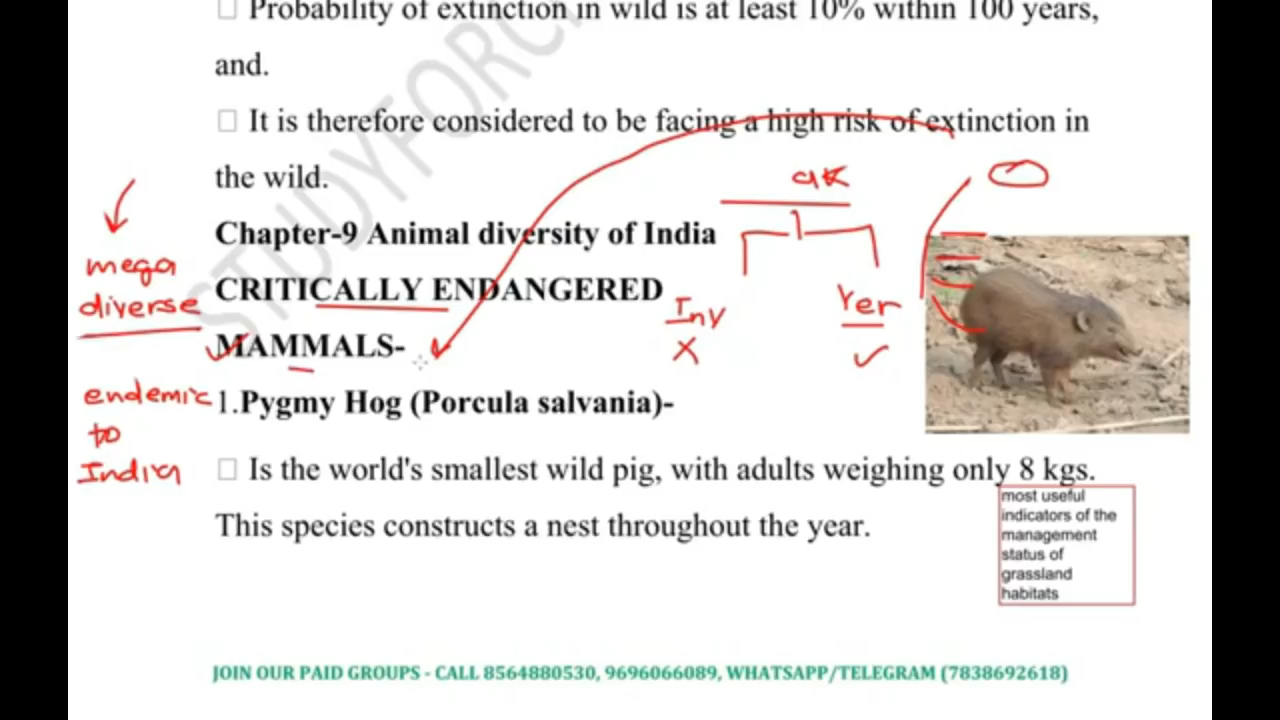 Probability of extinction in wild is at least 10% within 100 years,
and.
It is therefore considered to be facing a high risk of extinction in
the wild.
Chapter-9 Animal diversity of India
CRITICALLY ENDANGERED
MAMMALS-
1.Pygmy Hog (Porcula salvania)-
Is the world's smallest wild pig, with adults weighing only 8 kgs.
This species constructs a nest throughout the year.
most useful
indicators of the
management
status of
grassland
habitats
mega
diverse
endemic
to
India
Inv
ver
STUDYFORC
JOIN OUR PAID GROUPS - CALL 8564880530, 9696066089, WHATSAPP/TELEGRAM (7838692618)